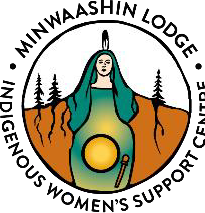 • MINWAASHIN LODGE •
INDIGENOUS WOMEN'S SUPPORT CENTRE